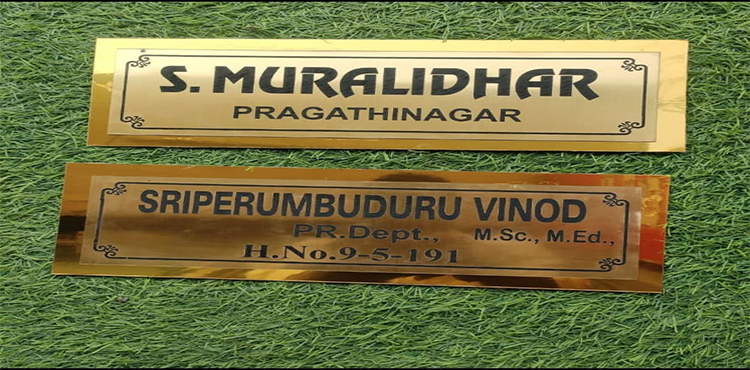 S. MURALIDHAR
PRAGATHINAGAR
SRIPERUMBUDURU VINOD
PR.Dept., M.Sc., M.Ed.,
H.No.9-5-191